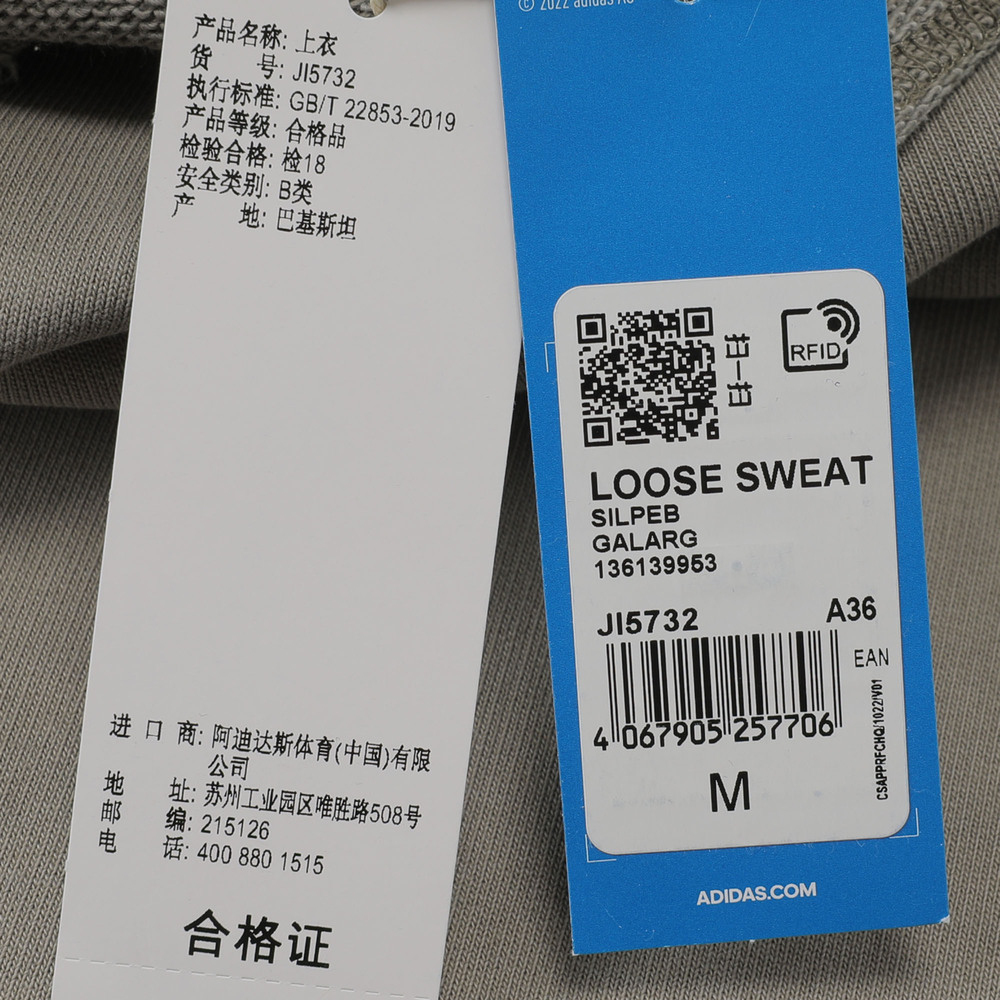 产品名称: 上衣
货 号: JI5732
执行标准: GB/T 22853-2019
产品等级: 合格品
检验合格: 检18
安全类别: B类
产 地: 巴基斯坦
进 口 商: 阿迪达斯体育(中国)有限
公司
地 址: 苏州工业园区唯胜路508号
邮 编: 215126
电 话: 400 880 1515
合格证
© 2022 adidas AG
RFID
LOOSE SWEAT
SILPEB
GALARG
136139953
JI5732 A36
EAN
4 067905 257706
CSAPPRFCHQ/1022/V01
M
ADIDAS.COM